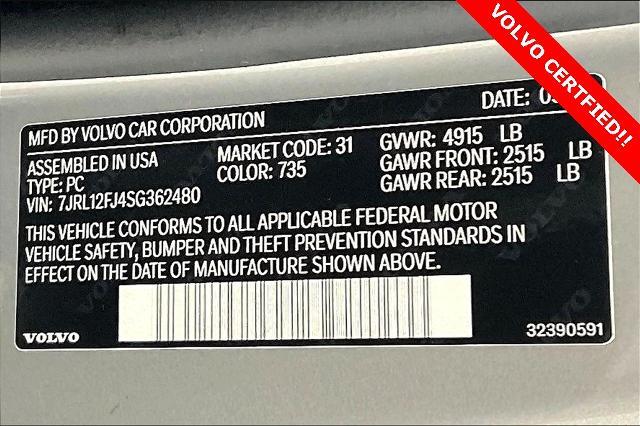 VOLVO CERTFIED!!
MFD BY VOLVO CAR CORPORATION DATE:
ASSEMBLED IN USA MARKET CODE: 31 GVWR: 4915 LB
TYPE: PC COLOR: 735 GAWR FRONT: 2515 LB
VIN: 7JRL12FJ4SG362480 GAWR REAR: 2515 LB
THIS VEHICLE CONFORMS TO ALL APPLICABLE FEDERAL MOTOR
VEHICLE SAFETY, BUMPER AND THEFT PREVENTION STANDARDS IN
EFFECT ON THE DATE OF MANUFACTURE SHOWN ABOVE.
VOLVO 32390591